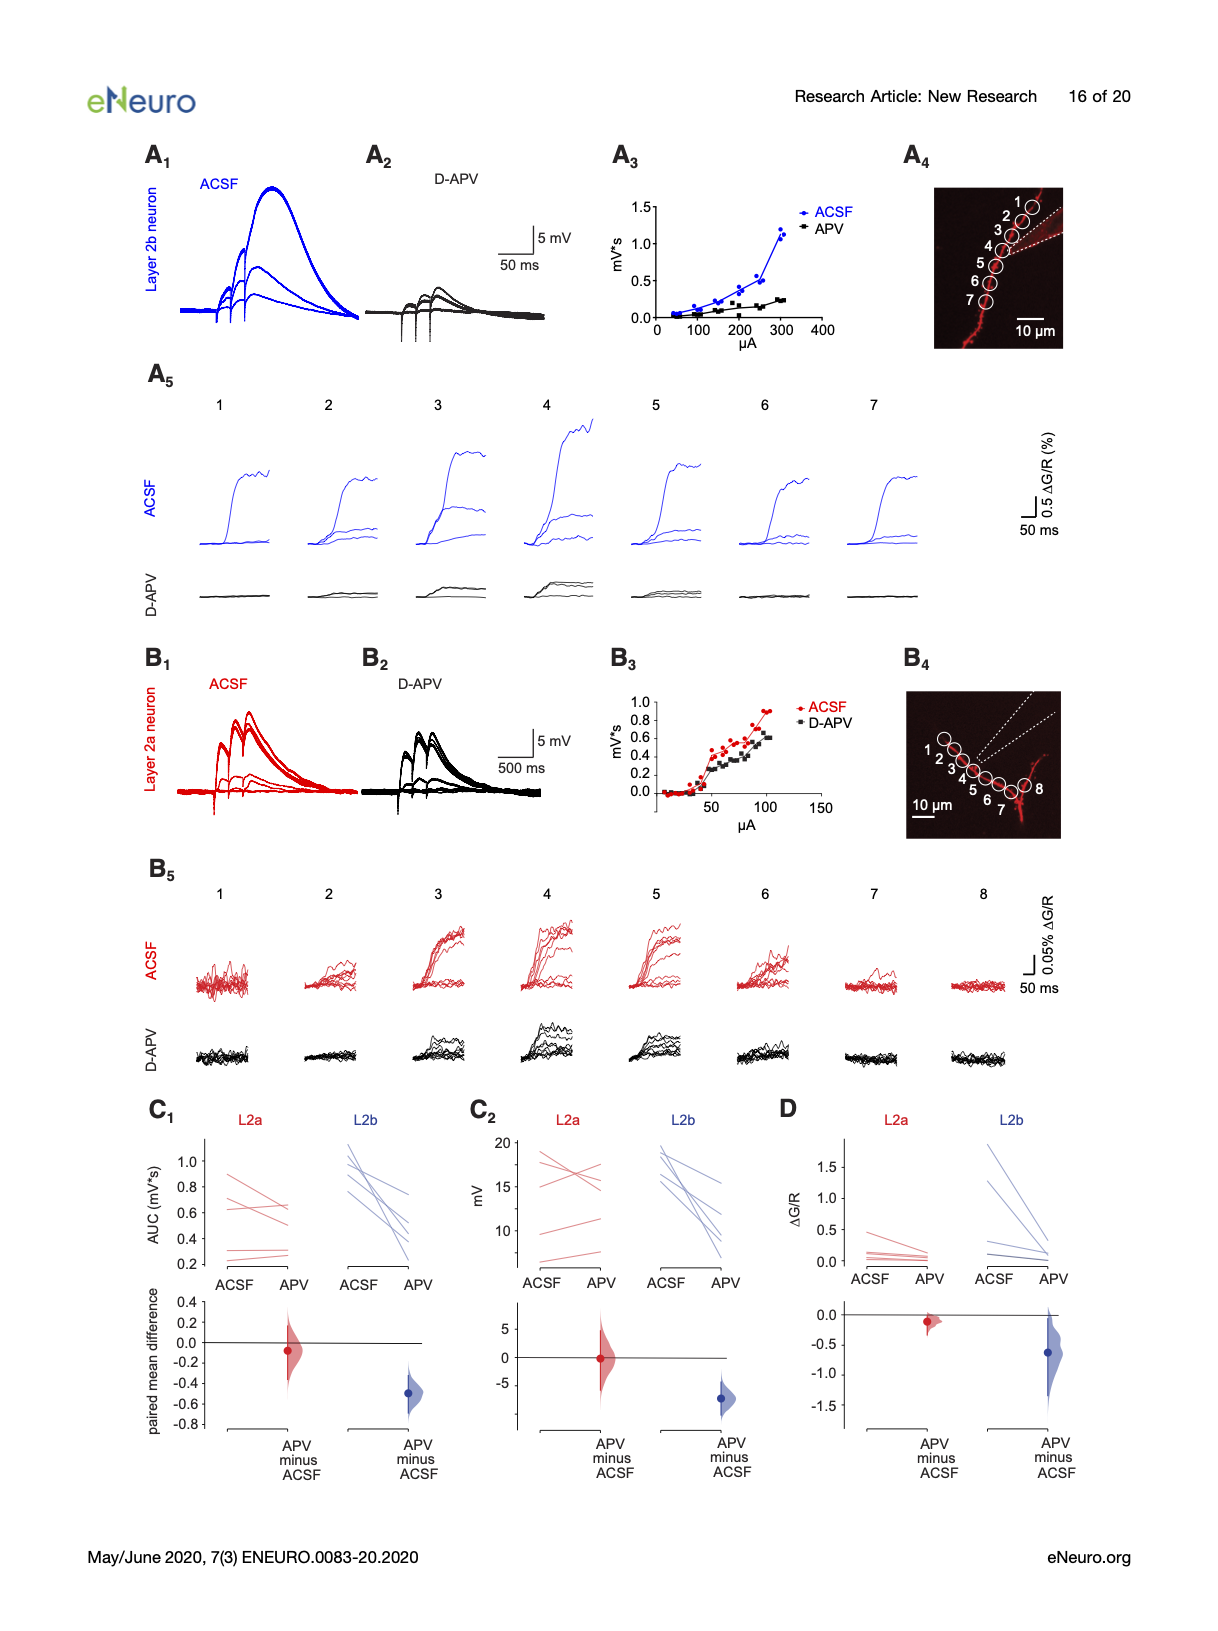 eNeuro
Research Article: New Research 16 of 20
A1
A2
A3
A4
Layer 2b neuron
ACSF
D-APV
5 mV
50 ms
mV*s
1.5
1.0
0.5
0.0
0 100 200 300 400
µA
ACSF
APV
1
2
3
4
5
6
7
10 µm
A5
1 2 3 4 5 6 7
ACSF
D-APV
0.5 ΔG/R (%)
50 ms
B1
B2
B3
B4
Layer 2a neuron
ACSF
D-APV
5 mV
500 ms
mV*s
1.0
0.8
0.6
0.4
0.2
0.0
50 100 150
µA
ACSF
D-APV
1
2
3
4
5
6
7
8
10 µm
B5
1 2 3 4 5 6 7 8
ACSF
D-APV
0.05% ΔG/R
50 ms
C1
L2a L2b
AUC (mV*s)
1.0
0.8
0.6
0.4
0.2
ACSF APV ACSF APV
paired mean difference
0.4
0.2
0.0
-0.2
-0.4
-0.6
-0.8
APV
minus
ACSF
APV
minus
ACSF
C2
L2a L2b
mV
20
15
10
ACSF APV ACSF APV
5
0
-5
APV
minus
ACSF
APV
minus
ACSF
D
L2a L2b
ΔG/R
1.5
1.0
0.5
0.0
ACSF APV ACSF APV
0.0
-0.5
-1.0
-1.5
APV
minus
ACSF
APV
minus
ACSF
May/June 2020, 7(3) ENEURO.0083-20.2020
eNeuro.org